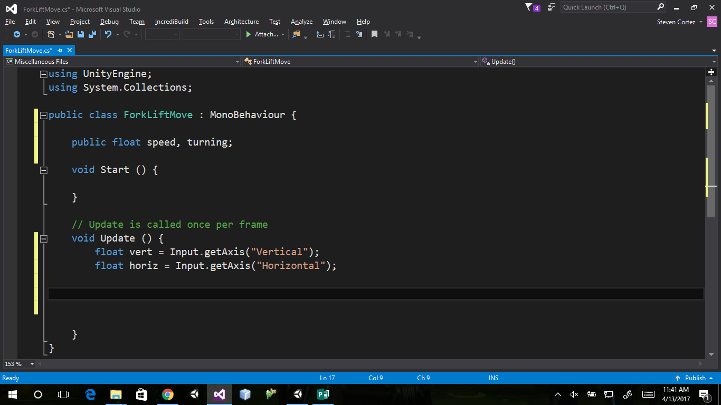 ForkLiftMove.cs* - Microsoft Visual Studio
4
Quick Launch (Ctrl+Q)
File Edit View Project Debug Team IncrediBuild Tools Architecture Test Analyze Window Help
Steven Corter SC
Attach...
ForkLiftMove.cs*
Miscellaneous Files ForkLiftMove Update()
using UnityEngine;
using System.Collections;
public class ForkLiftMove : MonoBehaviour {
public float speed, turning;
void Start () {
}
// Update is called once per frame
void Update () {
float vert = Input.getAxis("Vertical");
float horiz = Input.getAxis("Horizontal");
}
}
153 %
Ready Ln 17 Col 9 Ch 9 INS Publish
11:41 AM
4/13/2017